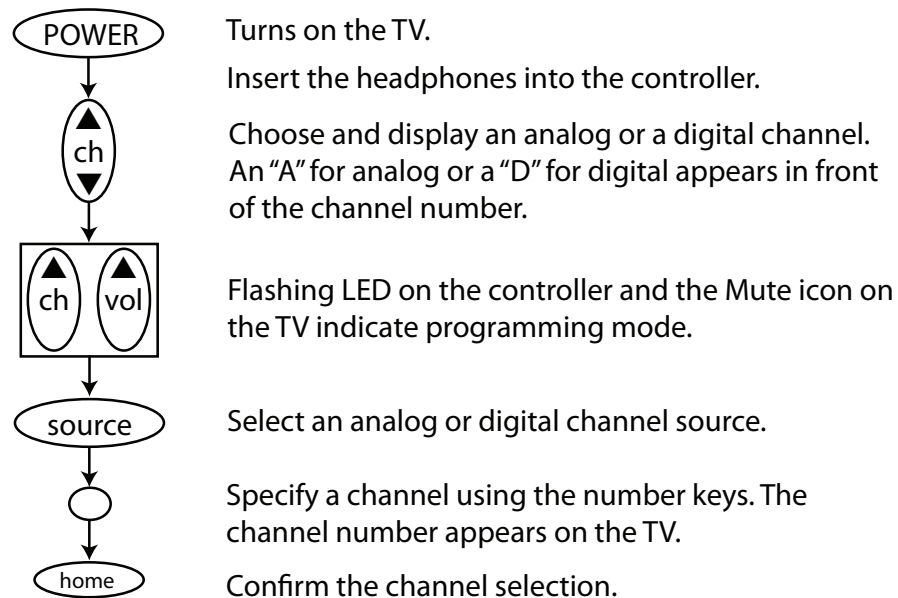 POWER
Turns on the TV.
Insert the headphones into the controller.
ch
Choose and display an analog or a digital channel.
An “A” for analog or a “D” for digital appears in front
of the channel number.
ch vol
Flashing LED on the controller and the Mute icon on
the TV indicate programming mode.
source
Select an analog or digital channel source.
Specify a channel using the number keys. The
channel number appears on the TV.
home
Confirm the channel selection.